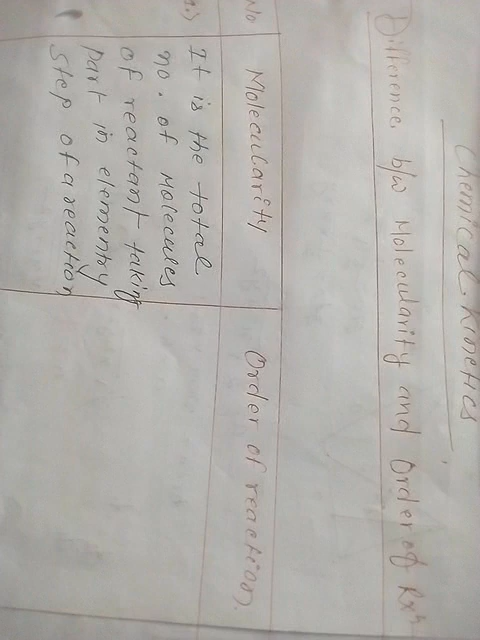 Chemical Kinetics
Difference b/w Molecularity and Order of Rxn
No Molecularity Order of reaction.
1.) It is the total
no. of Molecules
of reactant taking
part in elementry
Step of a reaction